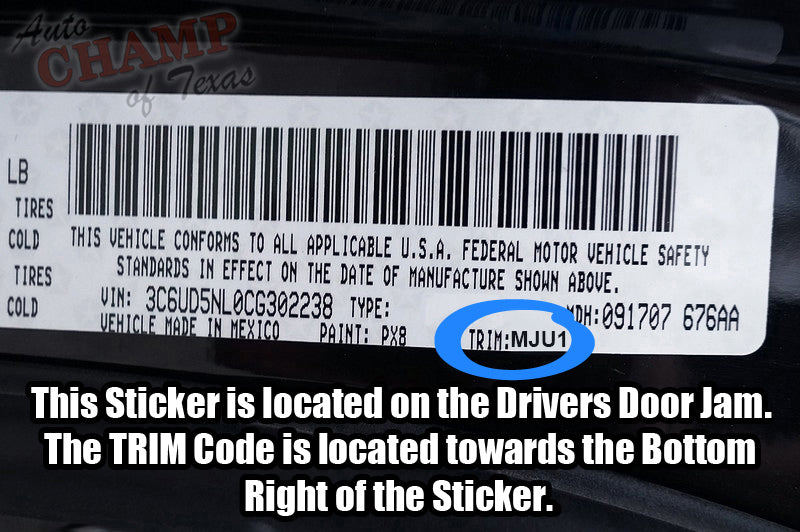 Auto
CHAMP
of Texas
LB
TIRES
COLD
TIRES
COLD
THIS VEHICLE CONFORMS TO ALL APPLICABLE U.S.A. FEDERAL MOTOR VEHICLE SAFETY
STANDARDS IN EFFECT ON THE DATE OF MANUFACTURE SHOWN ABOVE.
VIN: 3C6UD5NL0CG302238 TYPE: MDH:091707 676AA
VEHICLE MADE IN MEXICO PAINT: PX8 TRIM:MJU1
This Sticker is located on the Drivers Door Jam.
The TRIM Code is located towards the Bottom
Right of the Sticker.